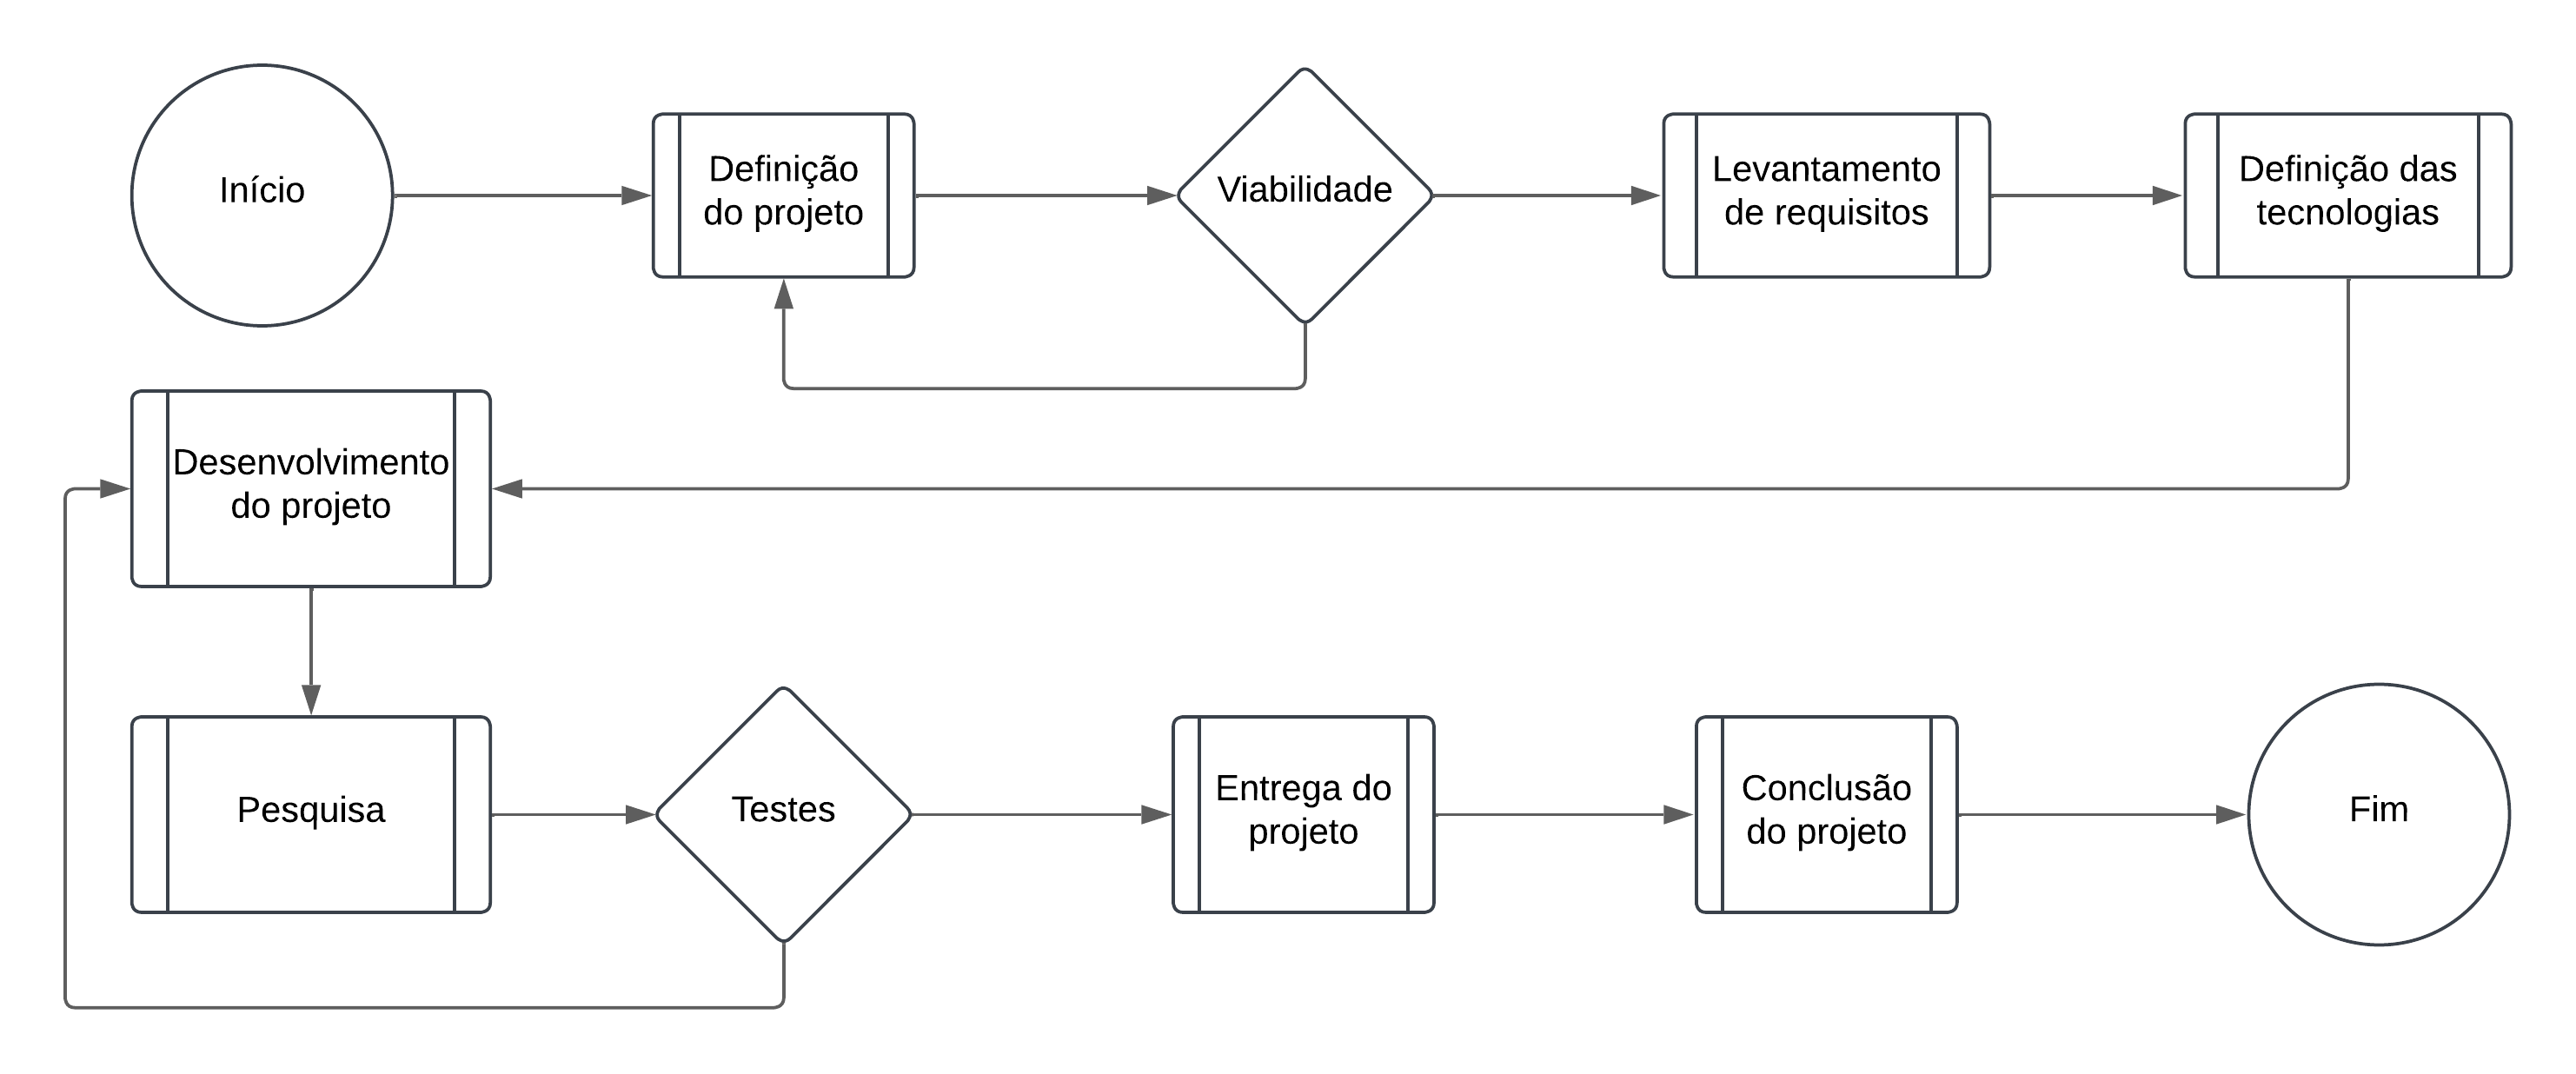 Início
Definição
do projeto
Viabilidade
Levantamento
de requisitos
Definição das
tecnologias
Desenvolvimento
do projeto
Pesquisa
Testes
Entrega do
projeto
Conclusão
do projeto
Fim